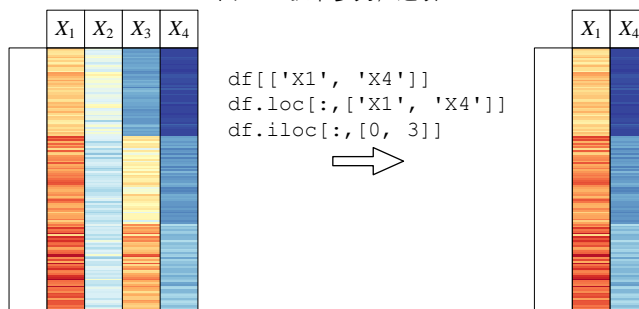 X1 X2 X3 X4
df[['X1', 'X4']]
df.loc[:,['X1', 'X4']]
df.iloc[:,[0, 3]]
X1 X4